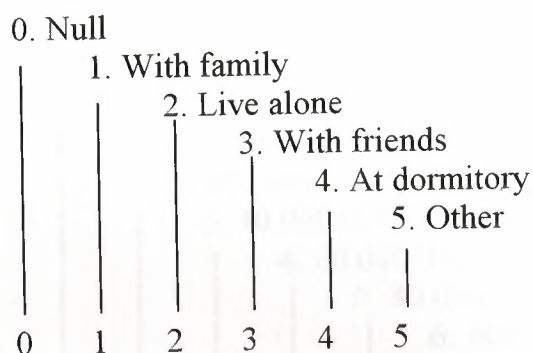 0. Null
1. With family
2. Live alone
3. With friends
4. At dormitory
5. Other
0 1 2 3 4 5